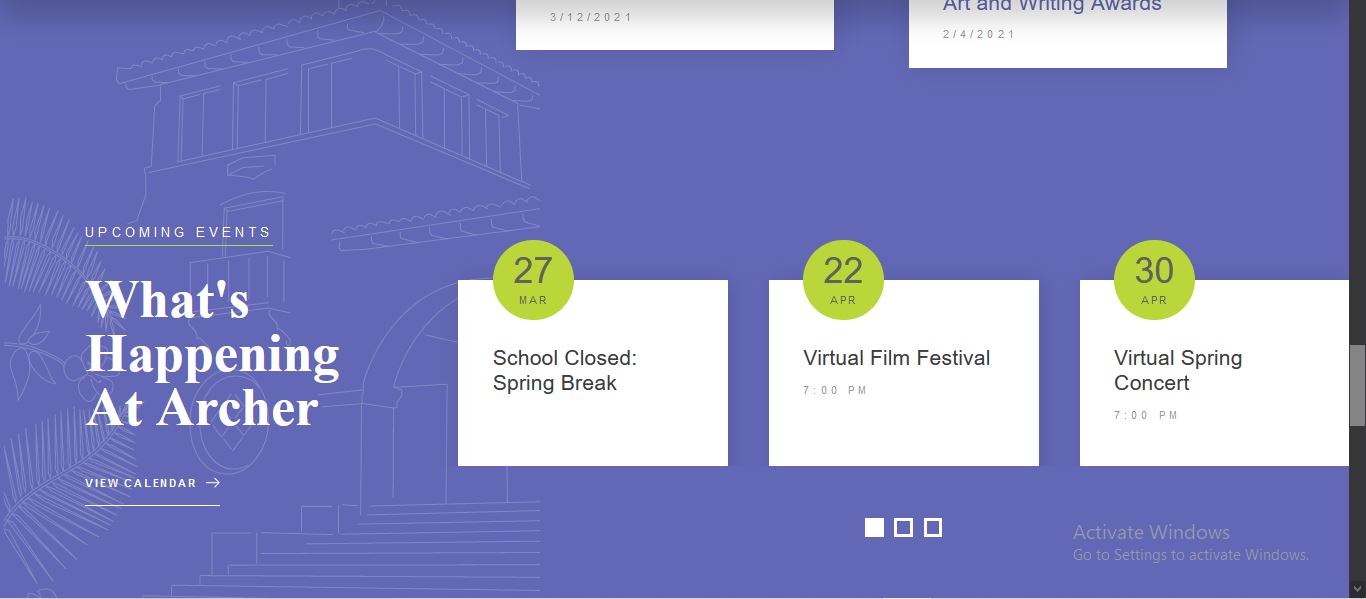 3/12/2021
Art and Writing Awards
2/4/2021
UPCOMING EVENTS
What's
Happening
At Archer
VIEW CALENDAR
27
MAR
School Closed:
Spring Break
22
APR
Virtual Film Festival
7:00 PM
30
APR
Virtual Spring
Concert
7:00 PM
Activate Windows
Go to Settings to activate Windows.